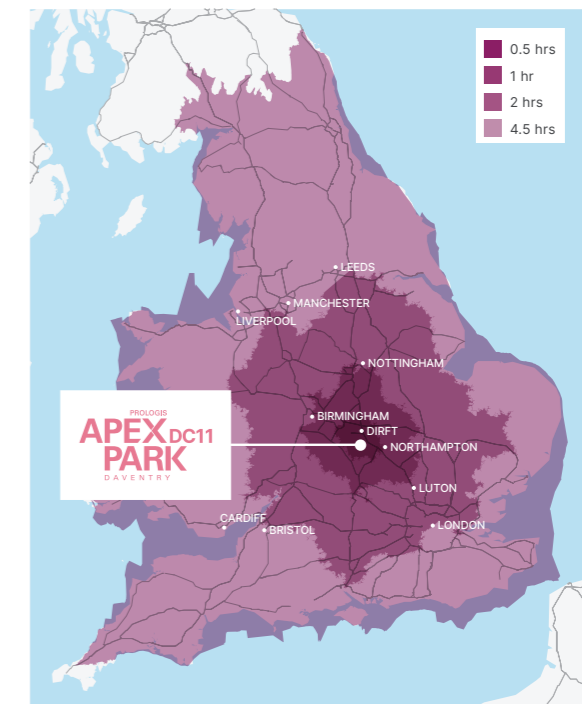 0.5 hrs
1 hr
2 hrs
4.5 hrs
LEEDS
MANCHESTER
LIVERPOOL
NOTTINGHAM
BIRMINGHAM
DIRFT
NORTHAMPTON
PROLOGIS
APEX DC11
PARK
DAVENTRY
LUTON
CARDIFF
BRISTOL
LONDON